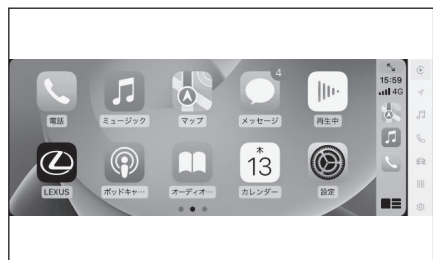 4
15:59
4G
電話
ミュージック
マップ
メッセージ
再生中
木
13
LEXUS
ポッドキャ…
オーディオ…
カレンダー
設定